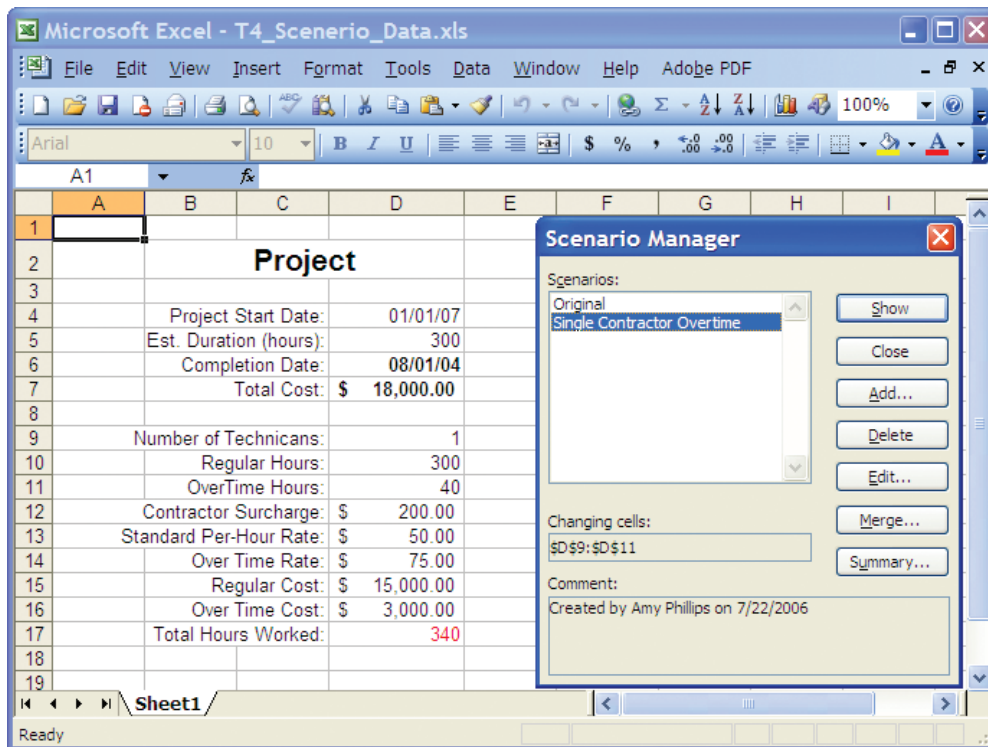 Microsoft Excel - T4_Scenerio_Data.xls
File Edit View Insert Format Tools Data Window Help Adobe PDF
100%
Arial 10 B I U $ % ,
A1 fx
A B C D E F G H I
1
2 Project
3
4 Project Start Date: 01/01/07
5 Est. Duration (hours): 300
6 Completion Date: 08/01/04
7 Total Cost: $ 18,000.00
8
9 Number of Technicans: 1
10 Regular Hours: 300
11 OverTime Hours: 40
12 Contractor Surcharge: $ 200.00
13 Standard Per-Hour Rate: $ 50.00
14 Over Time Rate: $ 75.00
15 Regular Cost: $ 15,000.00
16 Over Time Cost: $ 3,000.00
17 Total Hours Worked: 340
18
19
Scenario Manager
Scenarios:
Original
Single Contractor Overtime
Show
Close
Add...
Delete
Edit...
Merge...
Summary...
Changing cells:
$D$9:$D$11
Comment:
Created by Amy Phillips on 7/22/2006
Sheet1
Ready